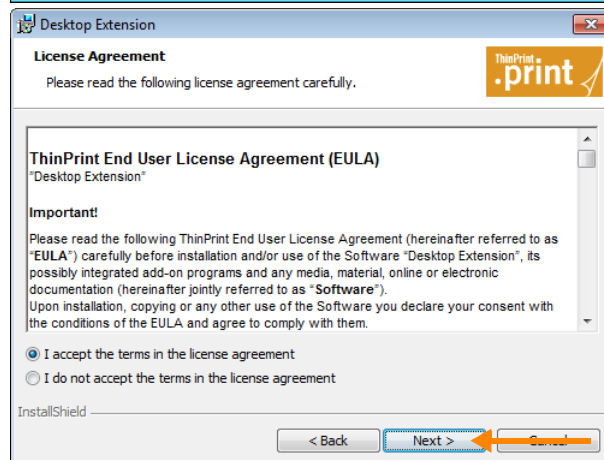 Desktop Extension
License Agreement
Please read the following license agreement carefully.
ThinPrint
.print
ThinPrint End User License Agreement (EULA)
"Desktop Extension"
Important!
Please read the following ThinPrint End User License Agreement (hereinafter referred to as
"EULA") carefully before installation and/or use of the Software "Desktop Extension", its
possibly integrated add-on programs and any media, material, online or electronic
documentation (hereinafter jointly referred to as "Software").
Upon installation, copying or any other use of the Software you declare your consent with
the conditions of the EULA and agree to comply with them.
I accept the terms in the license agreement
I do not accept the terms in the license agreement
InstallShield
< Back
Next >
Cancel